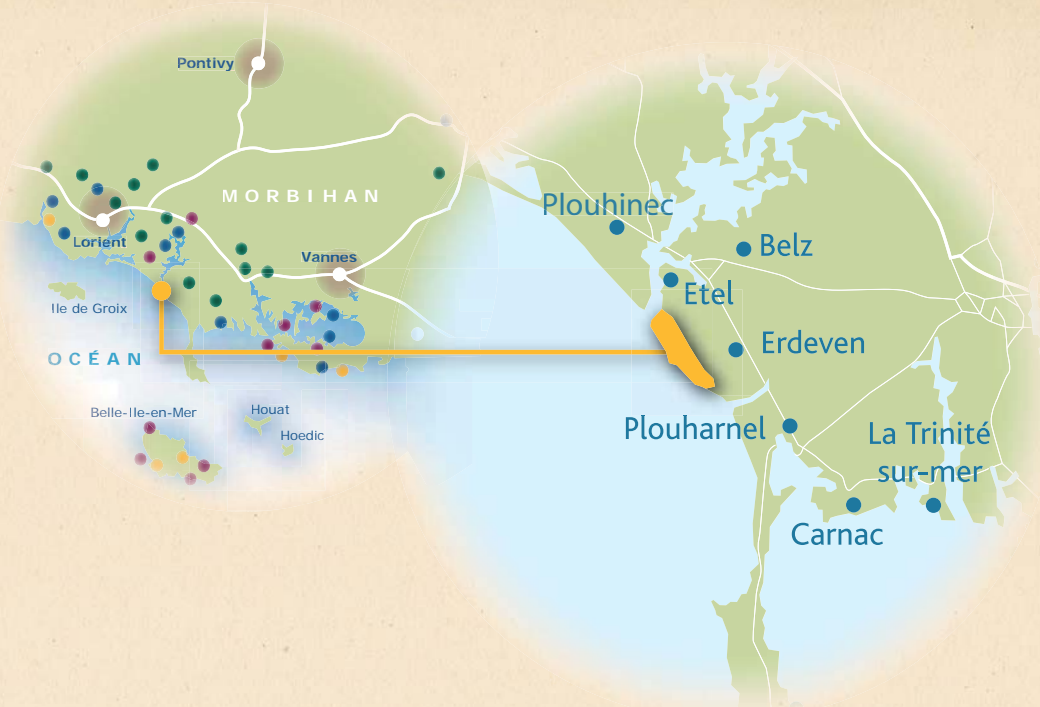 Pontivy
MORBIHAN
Lorient
Vannes
Ile de Groix
OCÉAN
Belle-Ile-en-Mer
Houat
Hoedic
Plouhinec
Belz
Etel
Erdeven
Plouharnel
La Trinité
sur-mer
Carnac